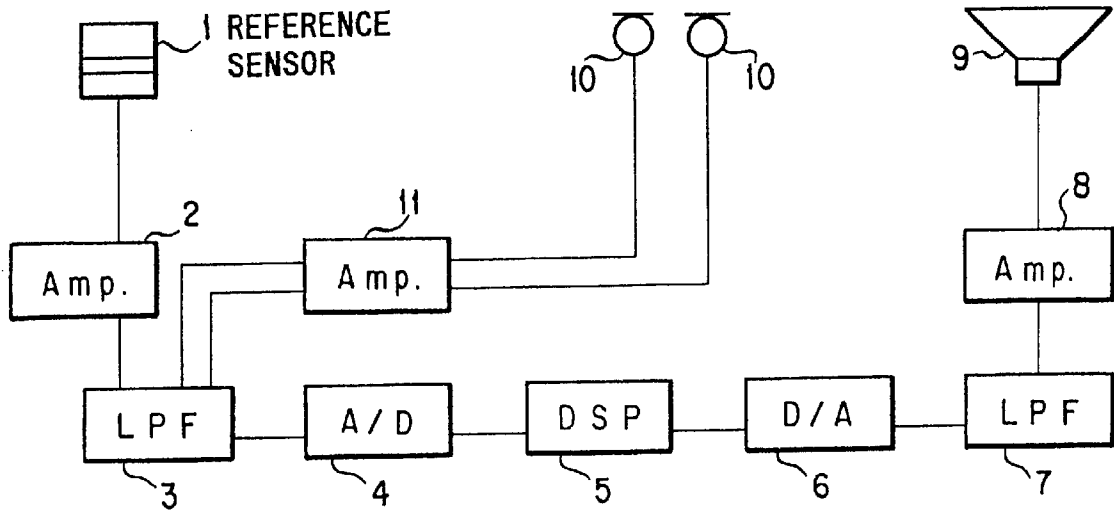 1 REFERENCE
SENSOR
10
10
9
2
11
8
Amp.
Amp.
Amp.
LPF
A/D
DSP
D/A
LPF
3
4
5
6
7